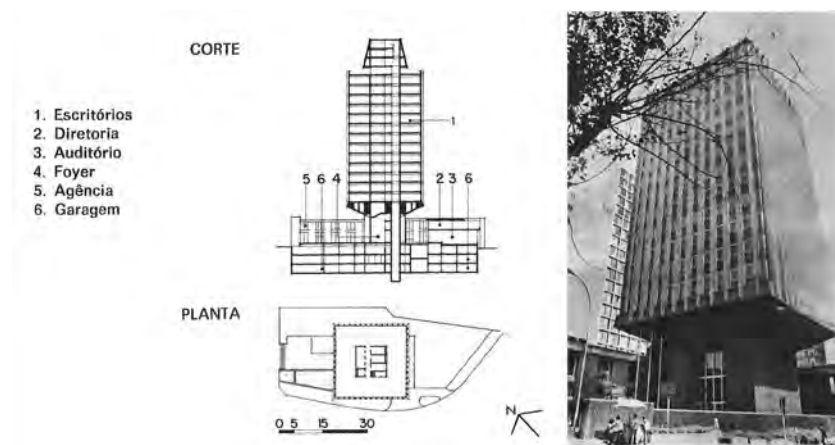 CORTE
1. Escritórios
2. Diretoria
3. Auditório
4. Foyer
5. Agência
6. Garagem
1
5 6 4 2 3 6
PLANTA
N
0 5 15 30